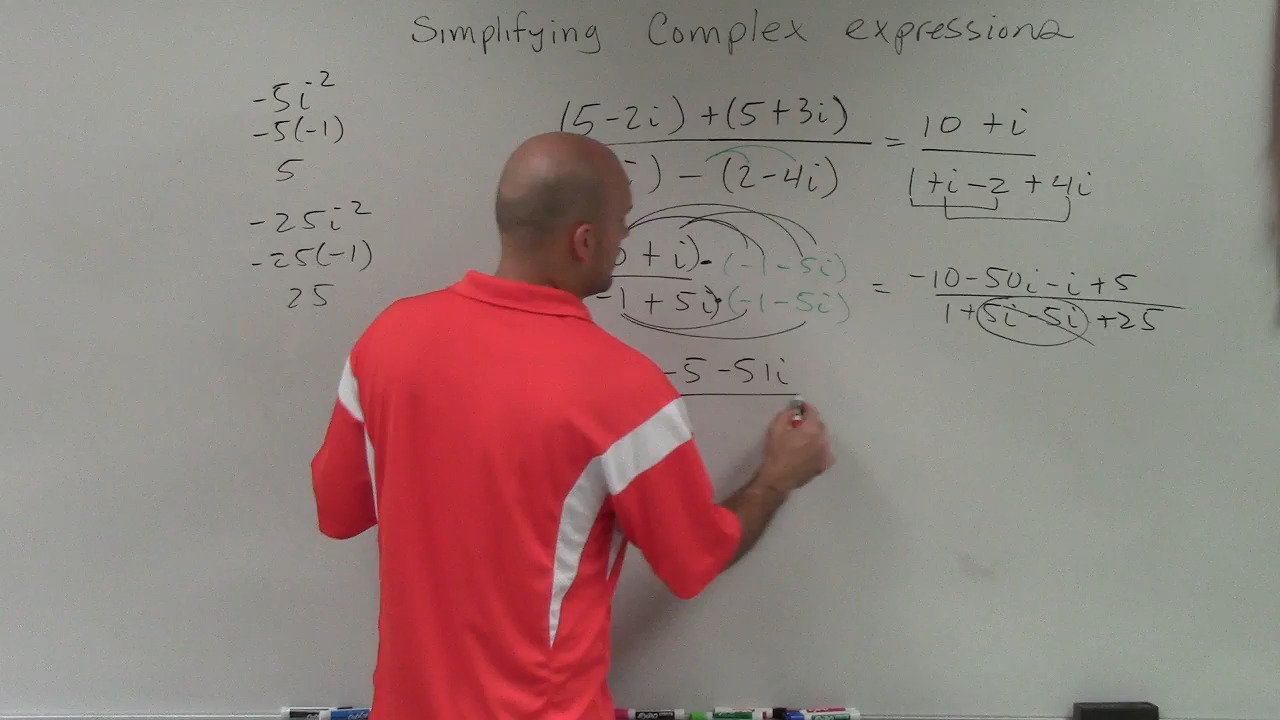 Simplifying Complex expressions
-5i²
-5(-1)
5
-25i²
-25(-1)
25
(5-2i)+(5+3i) = 10+i
i)-(2-4i) 1+i-2+4i
+i)·(-1-5i) = -10-50i-i+5
-1+5i)·(-1-5i) 1+5i-5i+25
-5-51i